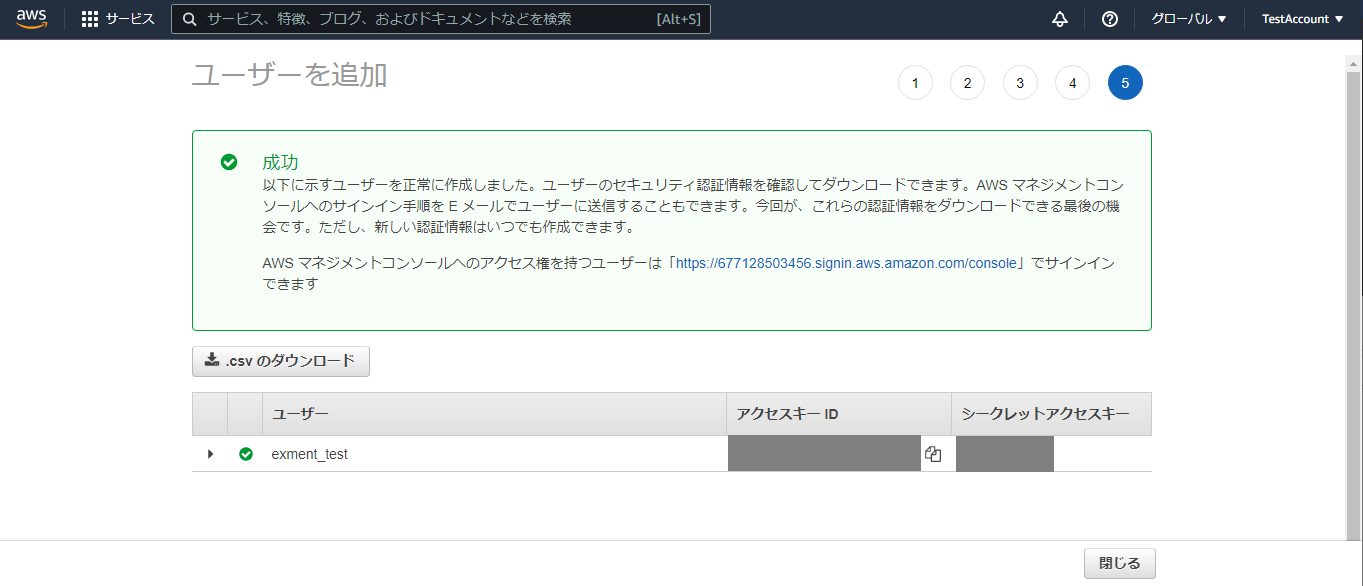 aws サービス サービス、特徴、ブログ、およびドキュメントなどを検索 [Alt+S] グローバル ▼ TestAccount ▼
ユーザーを追加
1 2 3 4 5
成功
以下に示すユーザーを正常に作成しました。ユーザーのセキュリティ認証情報を確認してダウンロードできます。AWS マネジメントコン
ソールへのサインイン手順を E メールでユーザーに送信することもできます。今回が、これらの認証情報をダウンロードできる最後の機
会です。ただし、新しい認証情報はいつでも作成できます。
AWS マネジメントコンソールへのアクセス権を持つユーザーは「https://677128503456.signin.aws.amazon.com/console」でサインイン
できます
.csv のダウンロード
ユーザー アクセスキー ID シークレットアクセスキー
exment_test
閉じる